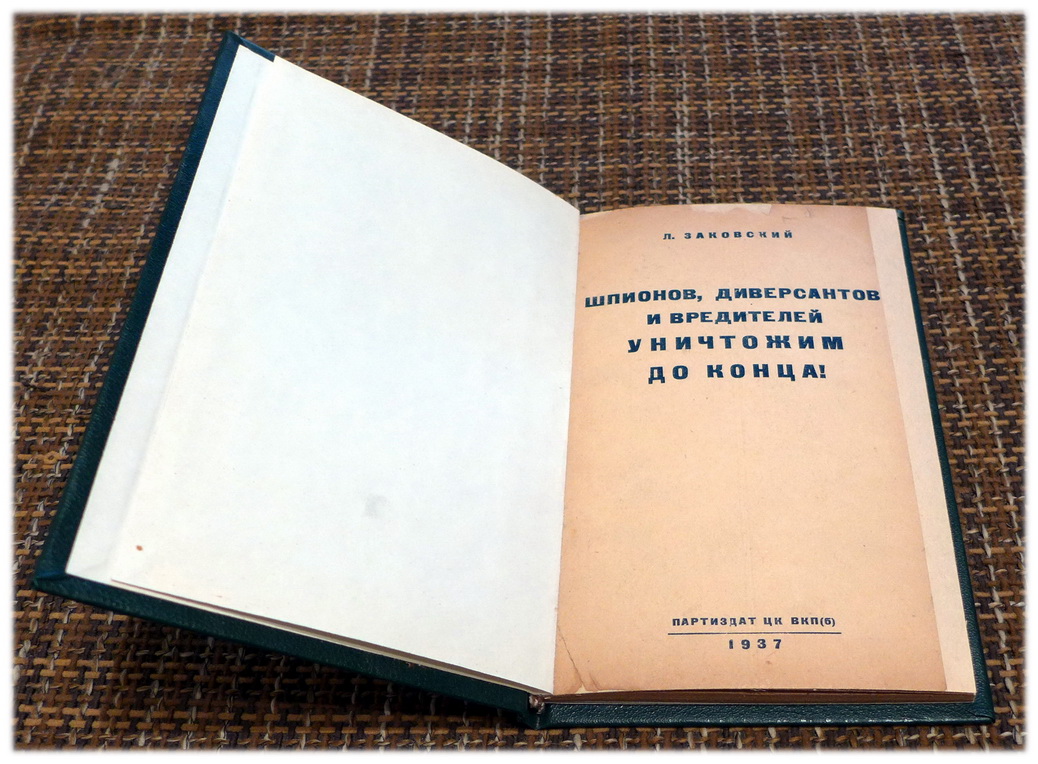 Л. ЗАКОВСКИЙ
ШПИОНОВ, ДИВЕРСАНТОВ
И ВРЕДИТЕЛЕЙ
УНИЧТОЖИМ
ДО КОНЦА!
ПАРТИЗДАТ ЦК ВКП(б)
1937